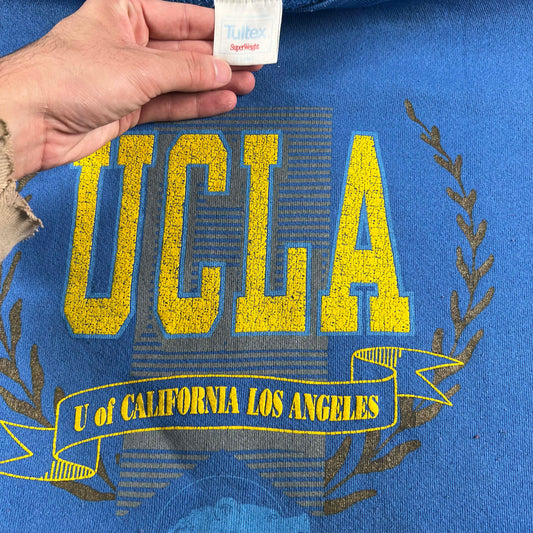 Tultex
SuperWeight
UCLA
U of CALIFORNIA LOS ANGELES